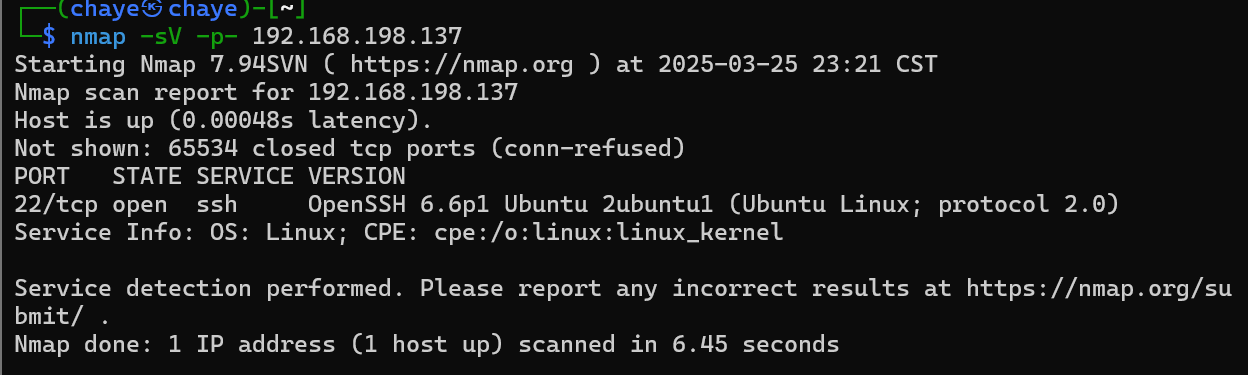 ┌──(chaye㉿chaye)-[~]
└─$ nmap -sV -p- 192.168.198.137
Starting Nmap 7.94SVN ( https://nmap.org ) at 2025-03-25 23:21 CST
Nmap scan report for 192.168.198.137
Host is up (0.00048s latency).
Not shown: 65534 closed tcp ports (conn-refused)
PORT   STATE SERVICE VERSION
22/tcp open  ssh     OpenSSH 6.6p1 Ubuntu 2ubuntu1 (Ubuntu Linux; protocol 2.0)
Service Info: OS: Linux; CPE: cpe:/o:linux:linux_kernel
Service detection performed. Please report any incorrect results at https://nmap.org/su
bmit/ .
Nmap done: 1 IP address (1 host up) scanned in 6.45 seconds